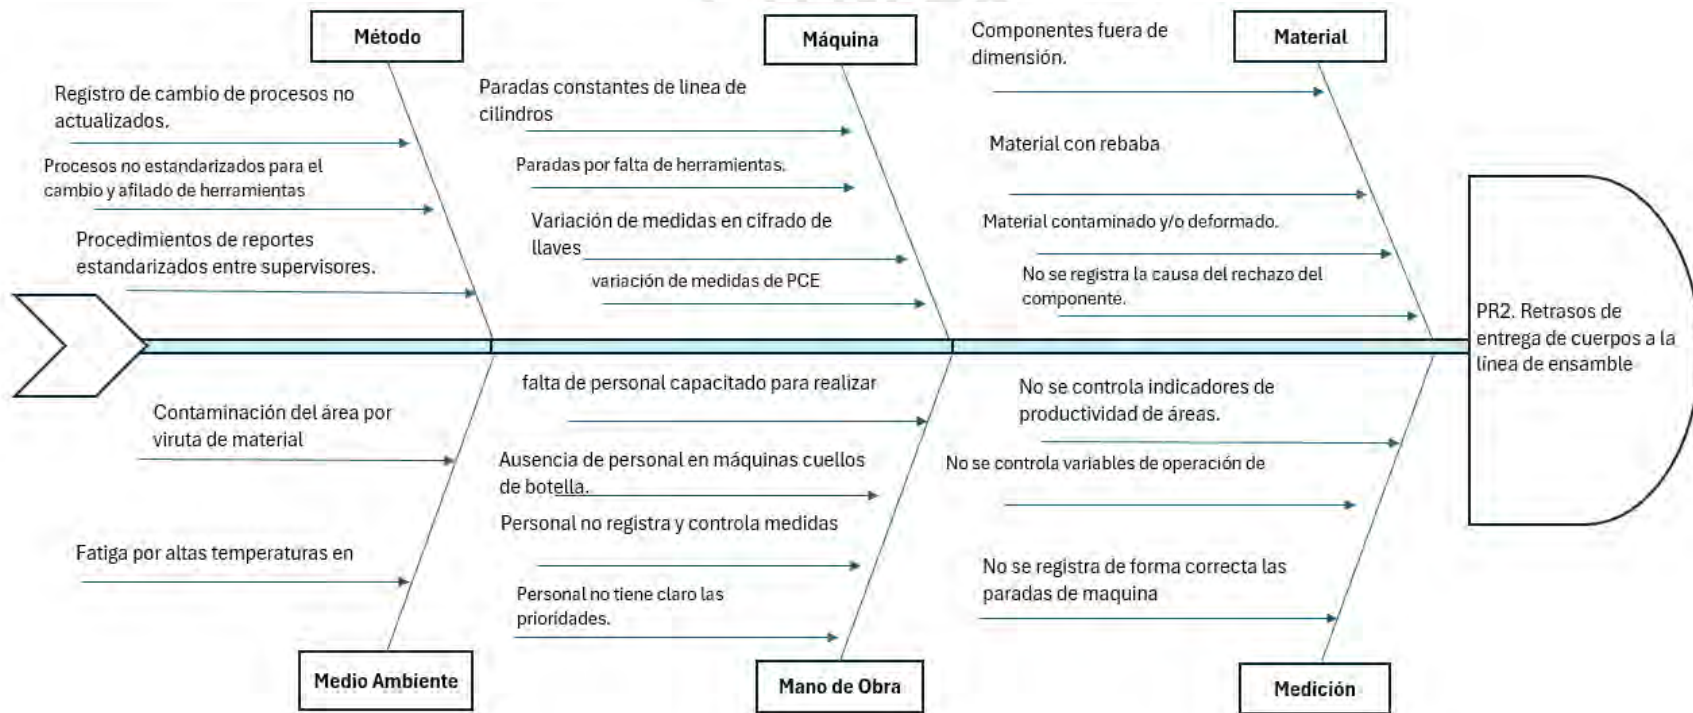 Método
Registro de cambio de procesos no
actualizados.
Procesos no estandarizados para el
cambio y afilado de herramientas
Procedimientos de reportes
estandarizados entre supervisores.
Máquina
Paradas constantes de linea de
cilindros
Paradas por falta de herramientas.
Variación de medidas en cifrado de
llaves
variación de medidas de PCE
Material
Componentes fuera de
dimensión.
Material con rebaba
Material contaminado y/o deformado.
No se registra la causa del rechazo del
componente.
PR2. Retrasos de
entrega de cuerpos a la
línea de ensamble
Contaminación del área por
viruta de material
Fatiga por altas temperaturas en
Medio Ambiente
falta de personal capacitado para realizar
Ausencia de personal en máquinas cuellos
de botella.
Personal no registra y controla medidas
Personal no tiene claro las
prioridades.
Mano de Obra
No se controla indicadores de
productividad de áreas.
No se controla variables de operación de
No se registra de forma correcta las
paradas de maquina
Medición